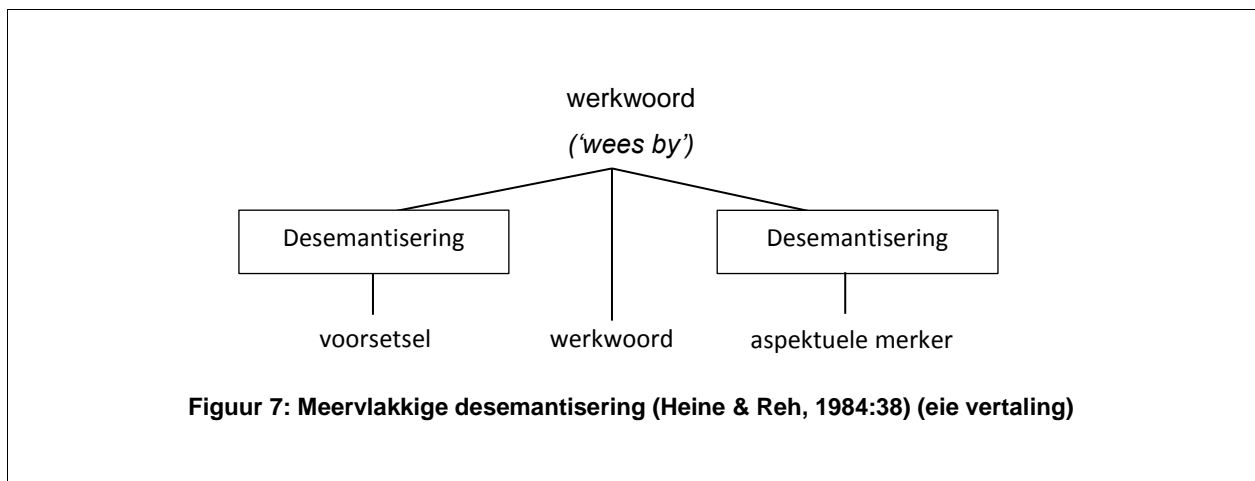 werkwoord
(‘wees by’)
Desemantisering Desemantisering
voorsetsel werkwoord aspektuele merker
Figuur 7: Meervlakkige desemantisering (Heine & Reh, 1984:38) (eie vertaling)